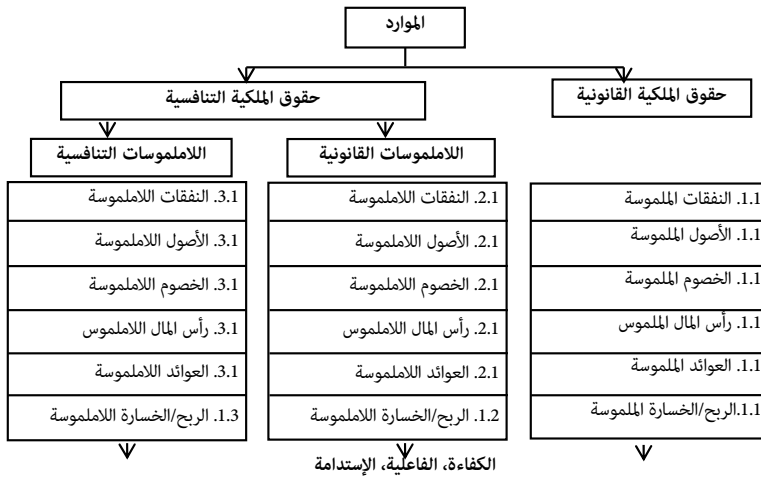 الموارد
حقوق الملكية القانونية
حقوق الملكية التنافسية
اللاملموسات القانونية
اللاملموسات التنافسية
1.1. النفقات الملموسة
1.1. الأصول الملموسة
1.1. الخصوم الملموسة
1.1. رأس المال الملموس
1.1. العوائد الملموسة
1.1.الربح/الخسارة الملموسة
2.1. النفقات اللاملموسة
2.1. الأصول اللاملموسة
2.1. الخصوم اللاملموسة
2.1. رأس المال اللاملموس
2.1. العوائد اللاملموسة
1.2. الربح/الخسارة اللاملموسة
3.1. النفقات اللاملموسة
3.1. الأصول اللاملموسة
3.1. الخصوم اللاملموسة
3.1. رأس المال اللاملموس
3.1. العوائد اللاملموسة
1.3. الربح/الخسارة اللاملموسة
الكفاءة، الفاعلية، الإستدامة